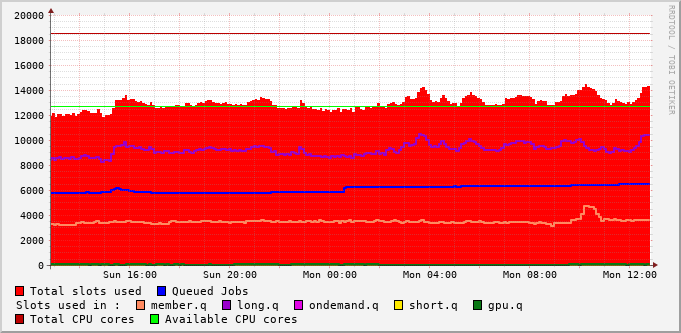 20000
18000
16000
14000
12000
10000
8000
6000
4000
2000
0
Sun 16:00 Sun 20:00 Mon 00:00 Mon 04:00 Mon 08:00 Mon 12:00
RRDTOOL / TOBI OETIKER
Total slots used Queued Jobs
Slots used in : member.q long.q ondemand.q short.q gpu.q
Total CPU cores Available CPU cores